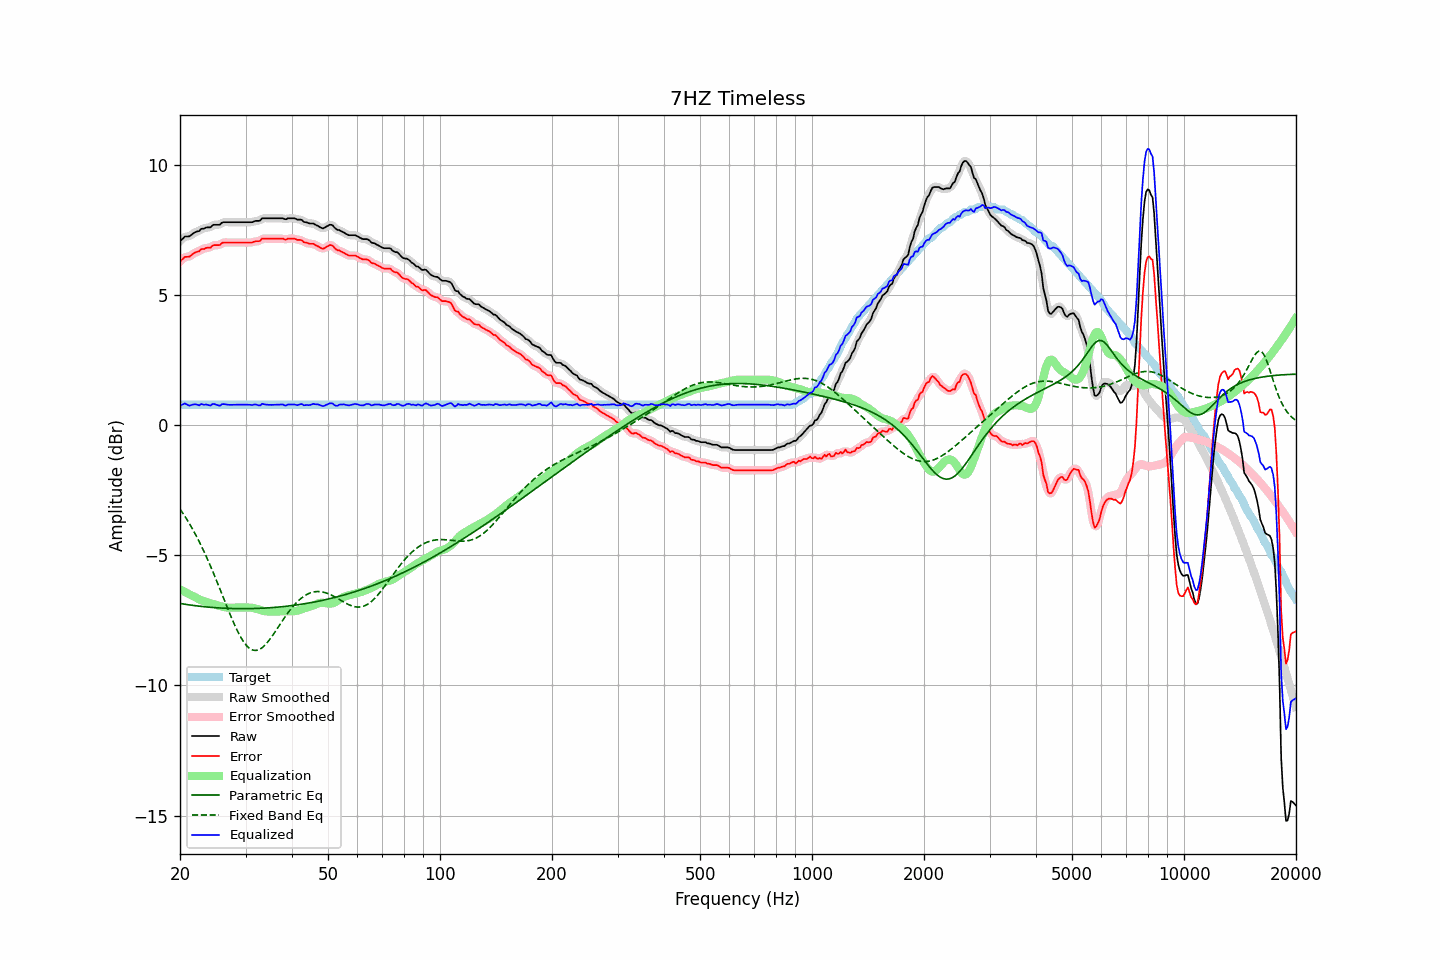 7HZ Timeless
Amplitude (dBr)
10
5
0
−5
−10
−15
Target
Raw Smoothed
Error Smoothed
Raw
Error
Equalization
Parametric Eq
Fixed Band Eq
Equalized
20 50 100 200 500 1000 2000 5000 10000 20000
Frequency (Hz)